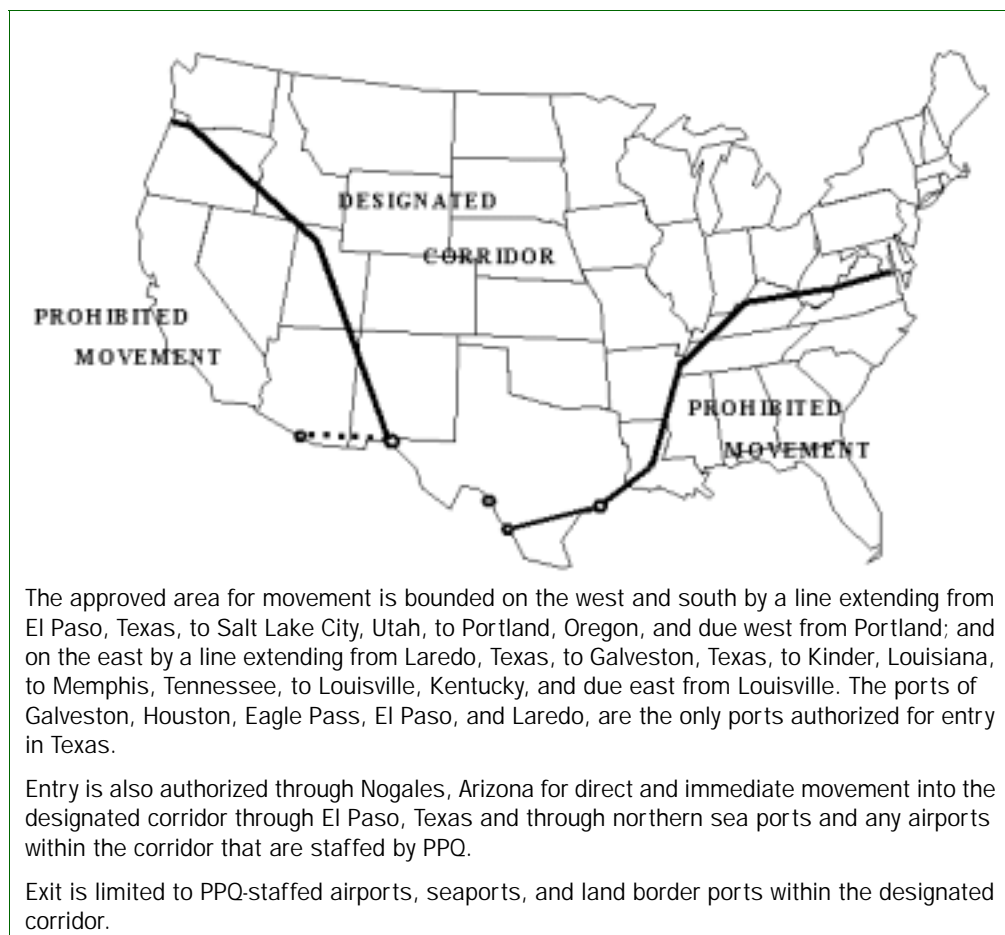 DESIGNATED
CORRIDOR
PROHIBITED
MOVEMENT
PROHIBITED
MOVEMENT
The approved area for movement is bounded on the west and south by a line extending from
El Paso, Texas, to Salt Lake City, Utah, to Portland, Oregon, and due west from Portland; and
on the east by a line extending from Laredo, Texas, to Galveston, Texas, to Kinder, Louisiana,
to Memphis, Tennessee, to Louisville, Kentucky, and due east from Louisville. The ports of
Galveston, Houston, Eagle Pass, El Paso, and Laredo, are the only ports authorized for entry
in Texas.
Entry is also authorized through Nogales, Arizona for direct and immediate movement into the
designated corridor through El Paso, Texas and through northern sea ports and any airports
within the corridor that are staffed by PPQ.
Exit is limited to PPQ-staffed airports, seaports, and land border ports within the designated
corridor.